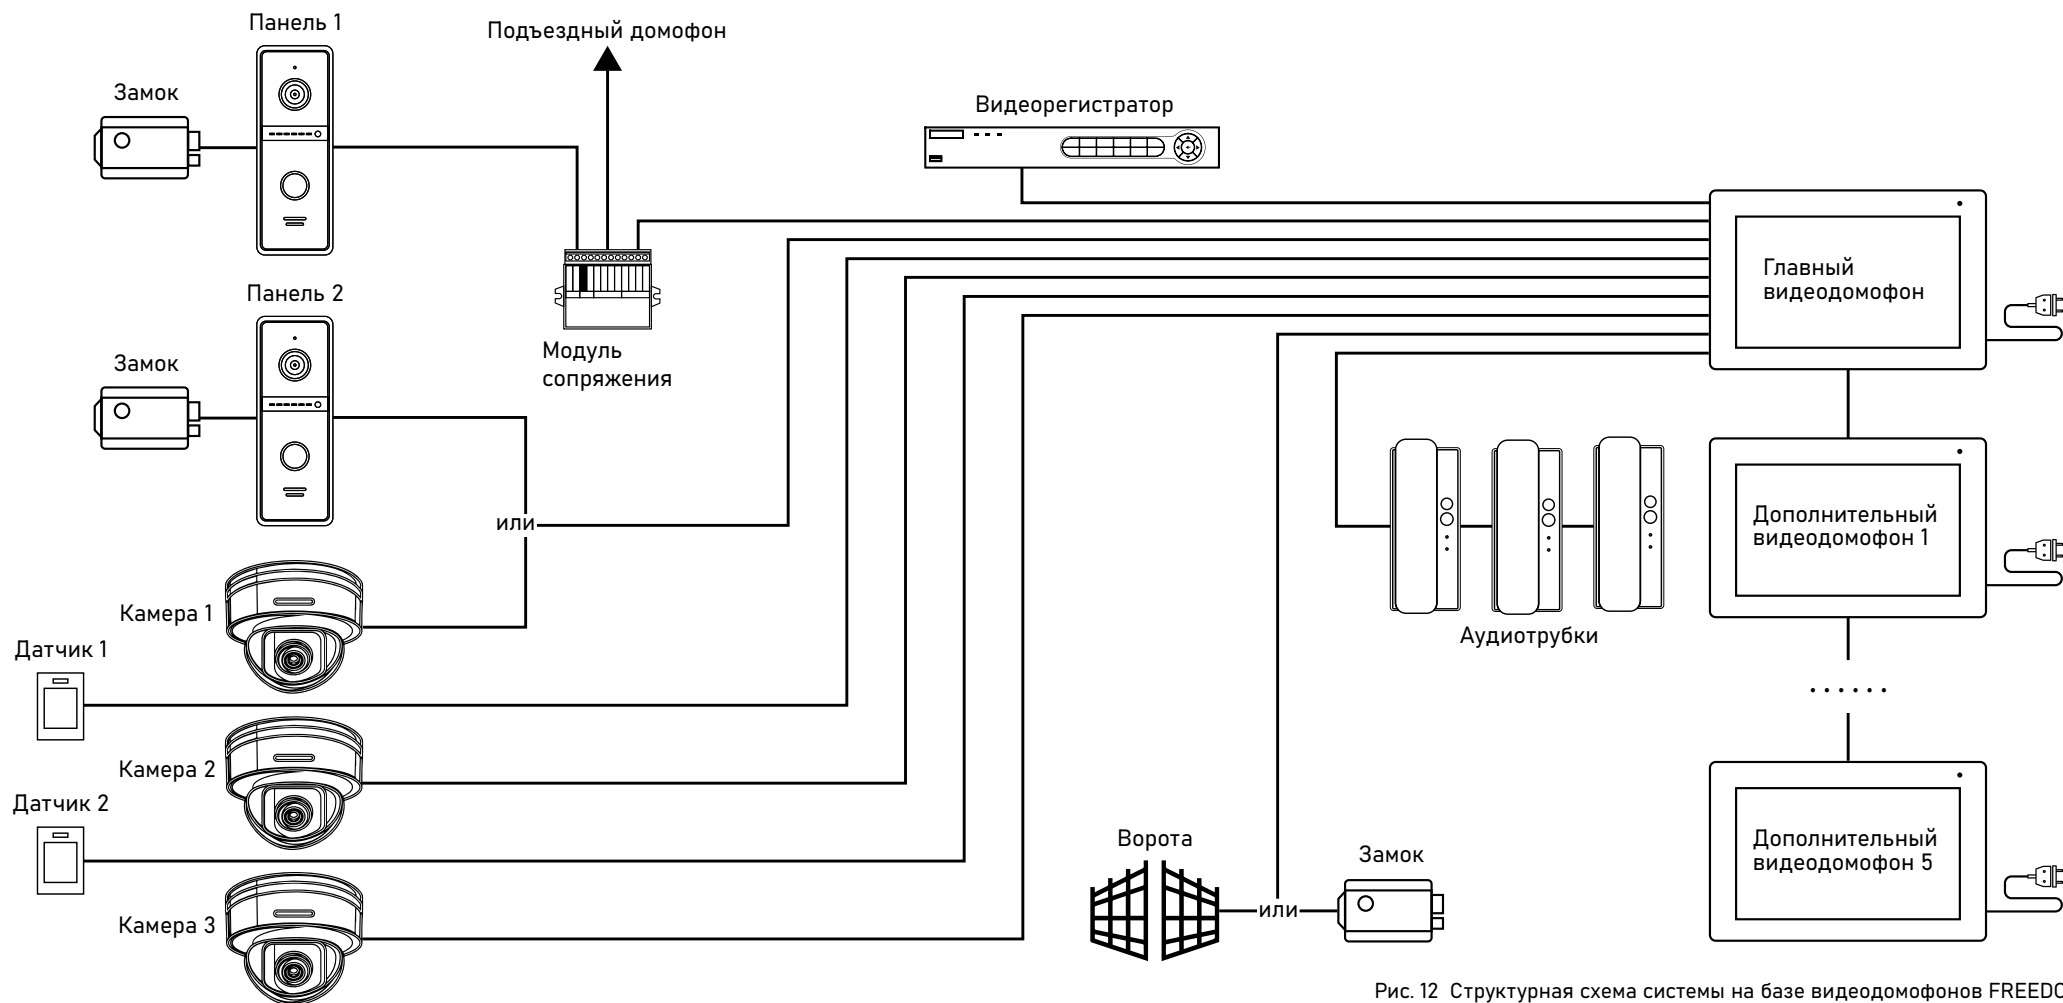 Панель 1
Подъездный домофон
Замок
Видеорегистратор
Главный
видеодомофон
Панель 2
Модуль
сопряжения
Замок
Дополнительный
видеодомофон 1
или
Камера 1
Аудиотрубки
Датчик 1
......
Камера 2
Датчик 2
Ворота
Замок
Дополнительный
видеодомофон 5
или
Камера 3
Рис. 12 Структурная схема системы на базе видеодомофонов FREEDO